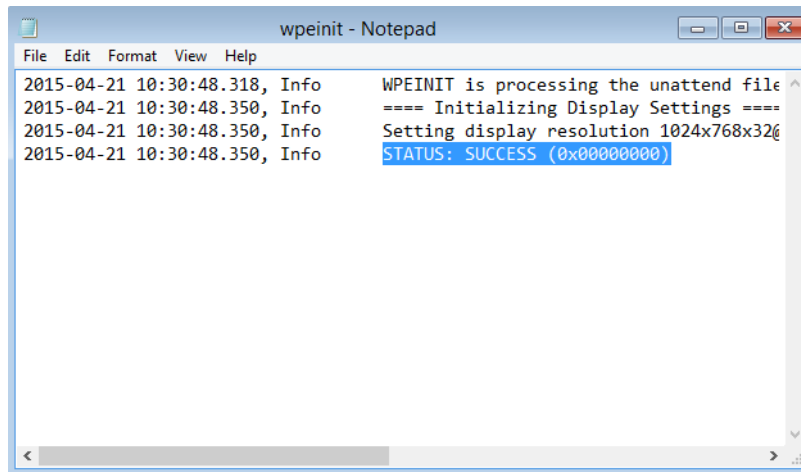 wpeinit - Notepad
File Edit Format View Help
2015-04-21 10:30:48.318, Info WPEINIT is processing the unattend file
2015-04-21 10:30:48.350, Info ==== Initializing Display Settings ====
2015-04-21 10:30:48.350, Info Setting display resolution 1024x768x32@
2015-04-21 10:30:48.350, Info STATUS: SUCCESS (0x00000000)